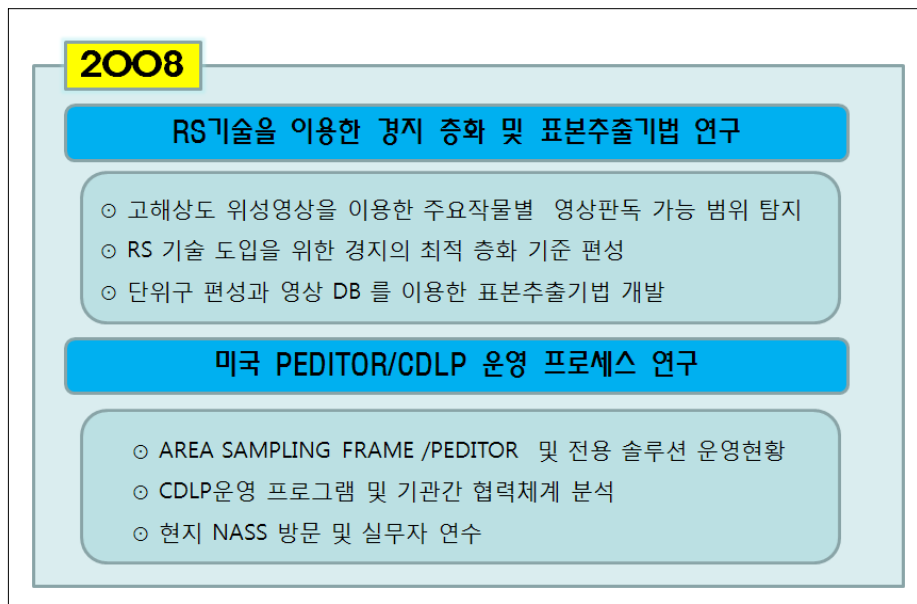 2008
RS기술을 이용한 경지 층화 및 표본추출기법 연구
⊙ 고해상도 위성영상을 이용한 주요작물별 영상판독 가능 범위 탐지
⊙ RS 기술 도입을 위한 경지의 최적 층화 기준 편성
⊙ 단위구 편성과 영상 DB 를 이용한 표본추출기법 개발
미국 PEDITOR/CDLP 운영 프로세스 연구
⊙ AREA SAMPLING FRAME /PEDITOR 및 전용 솔루션 운영현황
⊙ CDLP운영 프로그램 및 기관간 협력체계 분석
⊙ 현지 NASS 방문 및 실무자 연수